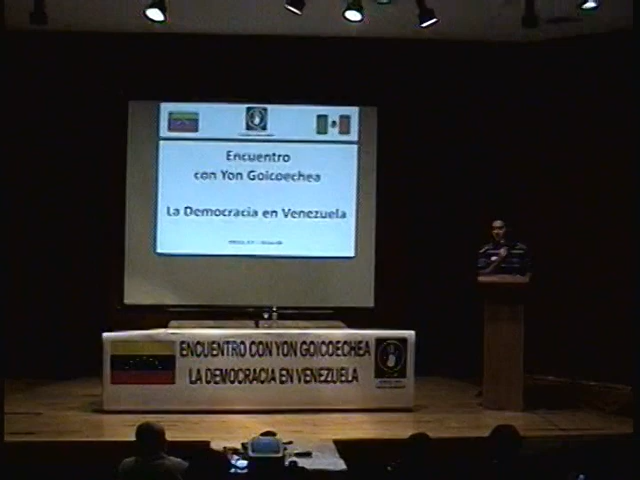 Encuentro
con Yon Goicoechea
La Democracia en Venezuela
ENCUENTRO CON YON GOICOECHEA
LA DEMOCRACIA EN VENEZUELA